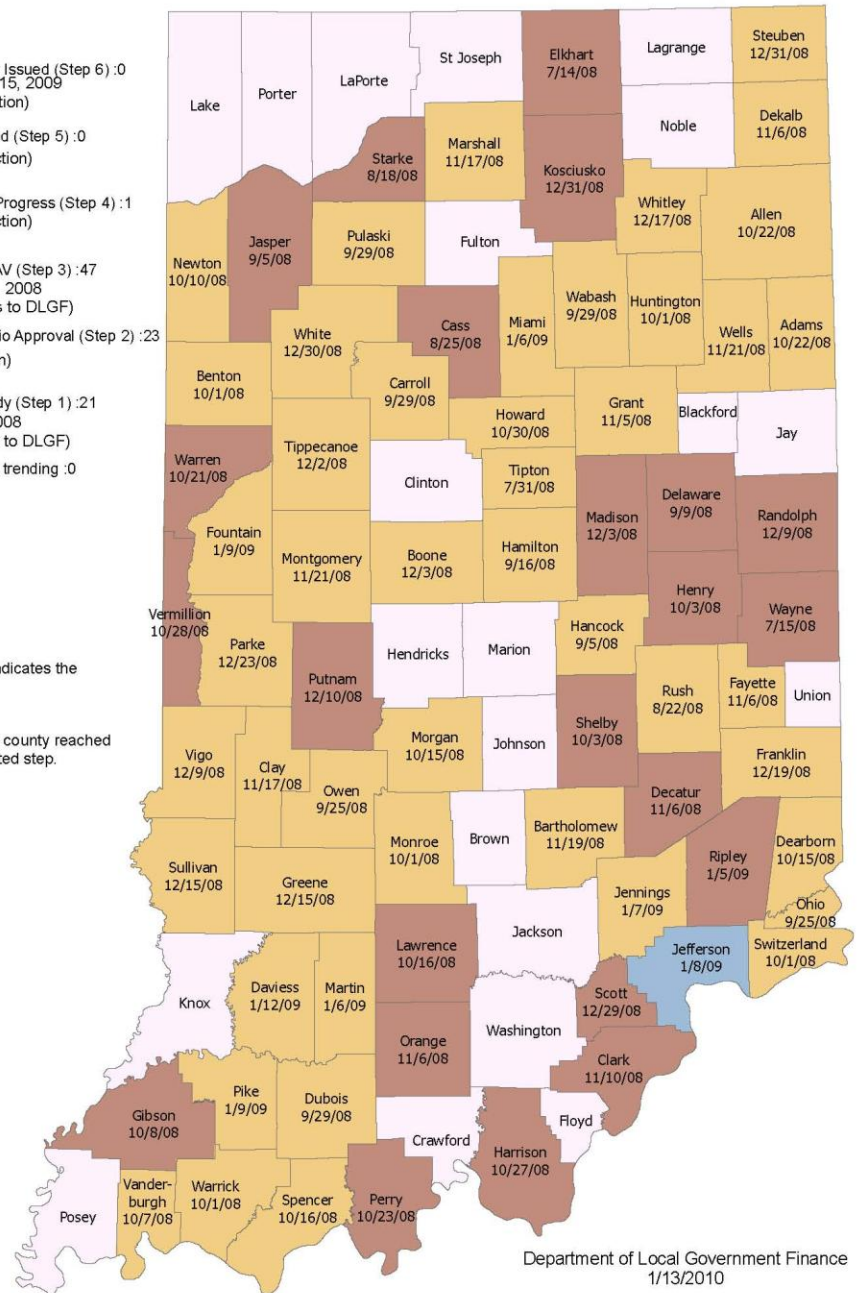 Issued (Step 6) :0
15, 2009
tion)
d (Step 5) :0
ction)
Progress (Step 4) :1
ction)
AV (Step 3) :47
2008
s to DLGF)
io Approval (Step 2) :23
n)
dy (Step 1) :21
008
to DLGF)
trending :0
ndicates the
county reached
ted step.
Lake
Porter
LaPorte
St Joseph
Elkhart
7/14/08
Lagrange
Steuben
12/31/08
Noble
Dekalb
11/6/08
Starke
8/18/08
Marshall
11/17/08
Kosciusko
12/31/08
Whitley
12/17/08
Allen
10/22/08
Newton
10/10/08
Jasper
9/5/08
Pulaski
9/29/08
Fulton
White
12/30/08
Cass
8/25/08
Miami
1/6/09
Wabash
9/29/08
Huntington
10/1/08
Wells
11/21/08
Adams
10/22/08
Benton
10/1/08
Carroll
9/29/08
Howard
10/30/08
Grant
11/5/08
Blackford
Jay
Warren
10/21/08
Tippecanoe
12/2/08
Clinton
Tipton
7/31/08
Madison
12/3/08
Delaware
9/9/08
Randolph
12/9/08
Fountain
1/9/09
Montgomery
11/21/08
Boone
12/3/08
Hamilton
9/16/08
Henry
10/3/08
Wayne
7/15/08
Vermillion
10/28/08
Parke
12/23/08
Putnam
12/10/08
Hendricks
Marion
Hancock
9/5/08
Rush
8/22/08
Fayette
11/6/08
Union
Vigo
12/9/08
Clay
11/17/08
Owen
9/25/08
Morgan
10/15/08
Johnson
Shelby
10/3/08
Franklin
12/19/08
Decatur
11/6/08
Sullivan
12/15/08
Greene
12/15/08
Monroe
10/1/08
Brown
Bartholomew
11/19/08
Jennings
1/7/09
Ripley
1/5/09
Dearborn
10/15/08
Ohio
9/25/08
Switzerland
10/1/08
Jefferson
1/8/09
Lawrence
10/16/08
Jackson
Knox
Daviess
1/12/09
Martin
1/6/09
Orange
11/6/08
Washington
Scott
12/29/08
Clark
11/10/08
Gibson
10/8/08
Pike
1/9/09
Dubois
9/29/08
Crawford
Floyd
Harrison
10/27/08
Posey
Vander-
burgh
10/7/08
Warrick
10/1/08
Spencer
10/16/08
Perry
10/23/08
Department of Local Government Finance
1/13/2010